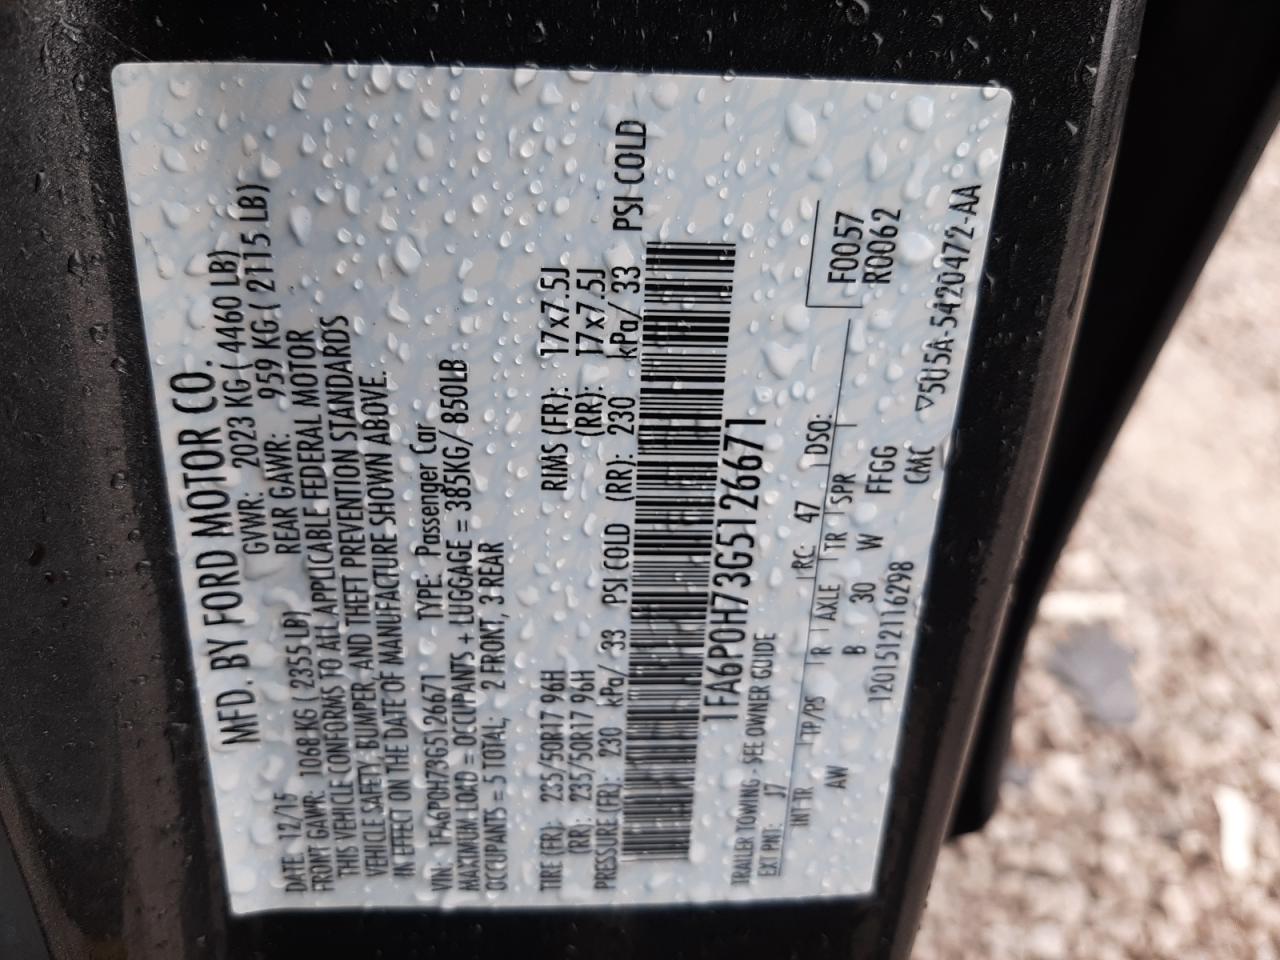 MFD. BY FORD MOTOR CO.
DATE: 12/15 GVWR: 2023 KG ( 4460 LB)
FRONT GAWR: 1068 KG ( 2355 LB) REAR GAWR: 959 KG ( 2115 LB)
THIS VEHICLE CONFORMS TO ALL APPLICABLE FEDERAL MOTOR
VEHICLE SAFETY, BUMPER, AND THEFT PREVENTION STANDARDS
IN EFFECT ON THE DATE OF MANUFACTURE SHOWN ABOVE.
VIN: 1FA6P0H73G5126671 TYPE: Passenger Car
MAXIMUM LOAD = OCCUPANTS + LUGGAGE = 385KG/ 850LB
OCCUPANTS = 5 TOTAL, 2 FRONT, 3 REAR
TIRE (FR): 235/50R17 96H RIMS (FR): 17x7.5J
(RR): 235/50R17 96H (RR): 17x7.5J
PRESSURE(FR): 230 kPa/ 33 PSI COLD (RR): 230 kPa/ 33 PSI COLD
1FA6P0H73G5126671
TRAILER TOWING - SEE OWNER GUIDE
EXT PNT: J7 RC: 47 DSO: F0057
INT TR TP/PS R AXLE TR SPR R0062
AW B 30 W FFGG
1201512116298 CMC ▽5U5A-5420472-AA